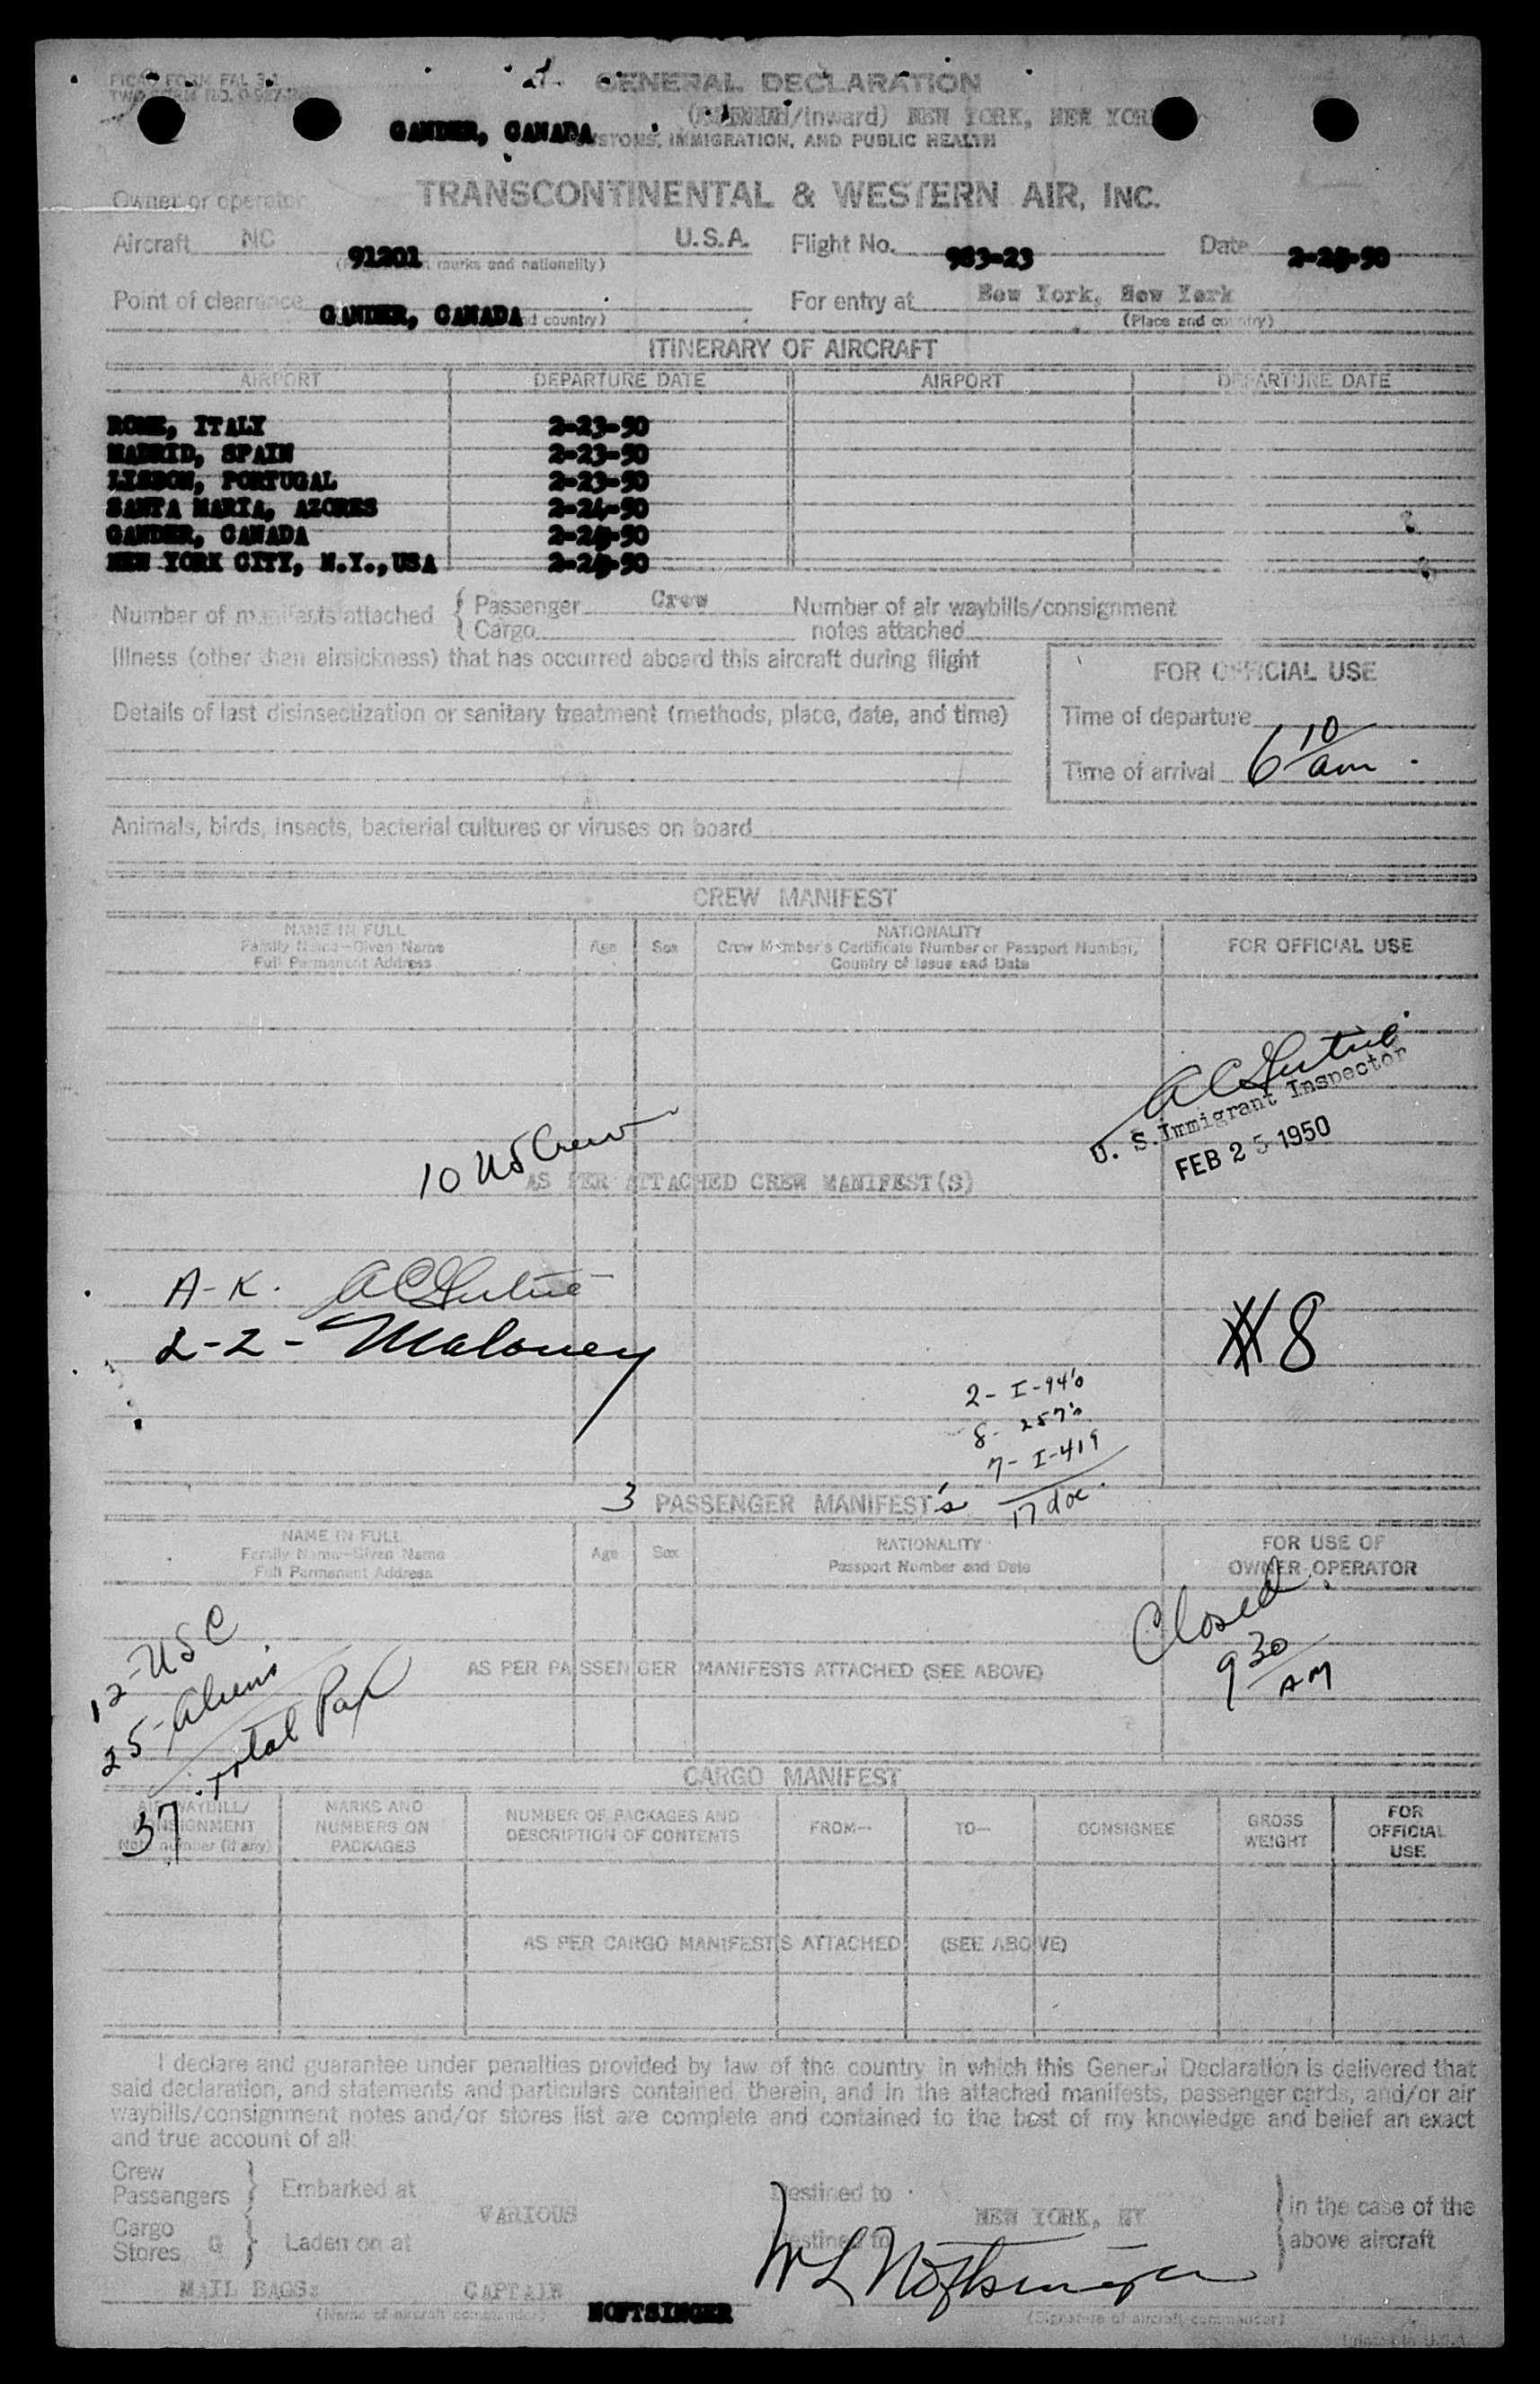 GENERAL DECLARATION
(/Inward) NEW YORK, NEW YORK
GANDER, CANADA
CUSTOMS, IMMIGRATION, AND PUBLIC HEALTH
Owner or operator TRANSCONTINENTAL & WESTERN AIR, INC.
Aircraft NC 91201 U.S.A. Flight No. 983-23 Date
(marks and nationality)
Point of clearance GANDER, CANADA For entry at New York, New York
(Place and country)
ITINERARY OF AIRCRAFT
AIRPORT DEPARTURE DATE AIRPORT DEPARTURE DATE
ROME, ITALY 2-23-50
MADRID, SPAIN 2-23-50
LISBON, PORTUGAL 2-23-50
SANTA MARIA, AZORES 2-24-50
GANDER, CANADA
NEW YORK CITY, N.Y., USA
Number of manifests attached { Passenger Crew Number of air waybills/consignment
Cargo notes attached
Illness (other than airsickness) that has occurred aboard this aircraft during flight
FOR OFFICIAL USE
Details of last disinsectization or sanitary treatment (methods, place, date, and time)
Time of departure
Time of arrival 6 10 am
Animals, birds, insects, bacterial cultures or viruses on board
CREW MANIFEST
NAME IN FULL
Family Name—Given Name
Full Permanent Address
Age Sex
NATIONALITY
Crew Member's Certificate Number or Passport Number,
Country of Issue and Date
FOR OFFICIAL USE
U. S. Immigrant Inspector
FEB 25 1950
10 US Crew
AS PER ATTACHED CREW MANIFEST(S)
A-K.
Maloney
#8
2- I-94's
8- 257's
7- I-419
17 doc.
3 PASSENGER MANIFEST's
NAME IN FULL
Family Name—Given Name
Full Permanent Address
Age Sex
NATIONALITY
Passport Number and Date
FOR USE OF
OWNER-OPERATOR
Closed
9 30 AM
12-USC
25-Aliens
37 Total Pax
AS PER PASSENGER MANIFESTS ATTACHED (SEE ABOVE)
CARGO MANIFEST
AIR WAYBILL/
CONSIGNMENT
Note number (if any)
MARKS AND
NUMBERS ON
PACKAGES
NUMBER OF PACKAGES AND
DESCRIPTION OF CONTENTS
FROM— TO— CONSIGNEE
GROSS
WEIGHT
FOR
OFFICIAL
USE
AS PER CARGO MANIFESTS ATTACHED (SEE ABOVE)
I declare and guarantee under penalties provided by law of the country in which this General Declaration is delivered that
said declaration, and statements and particulars contained therein, and in the attached manifests, passenger cards, and/or air
waybills/consignment notes and/or stores list are complete and contained to the best of my knowledge and belief an exact
and true account of all:
Crew
Passengers } Embarked at Destined to
VARIOUS NEW YORK, NY
{ in the case of the
above aircraft
Cargo
Stores } Laden on at Destined to
W L Noftsinger
MAIL BAGS: CAPTAIN NOFTSINGER
(Name of aircraft commander) (Signature of aircraft commander)
Printed in U.S.A.